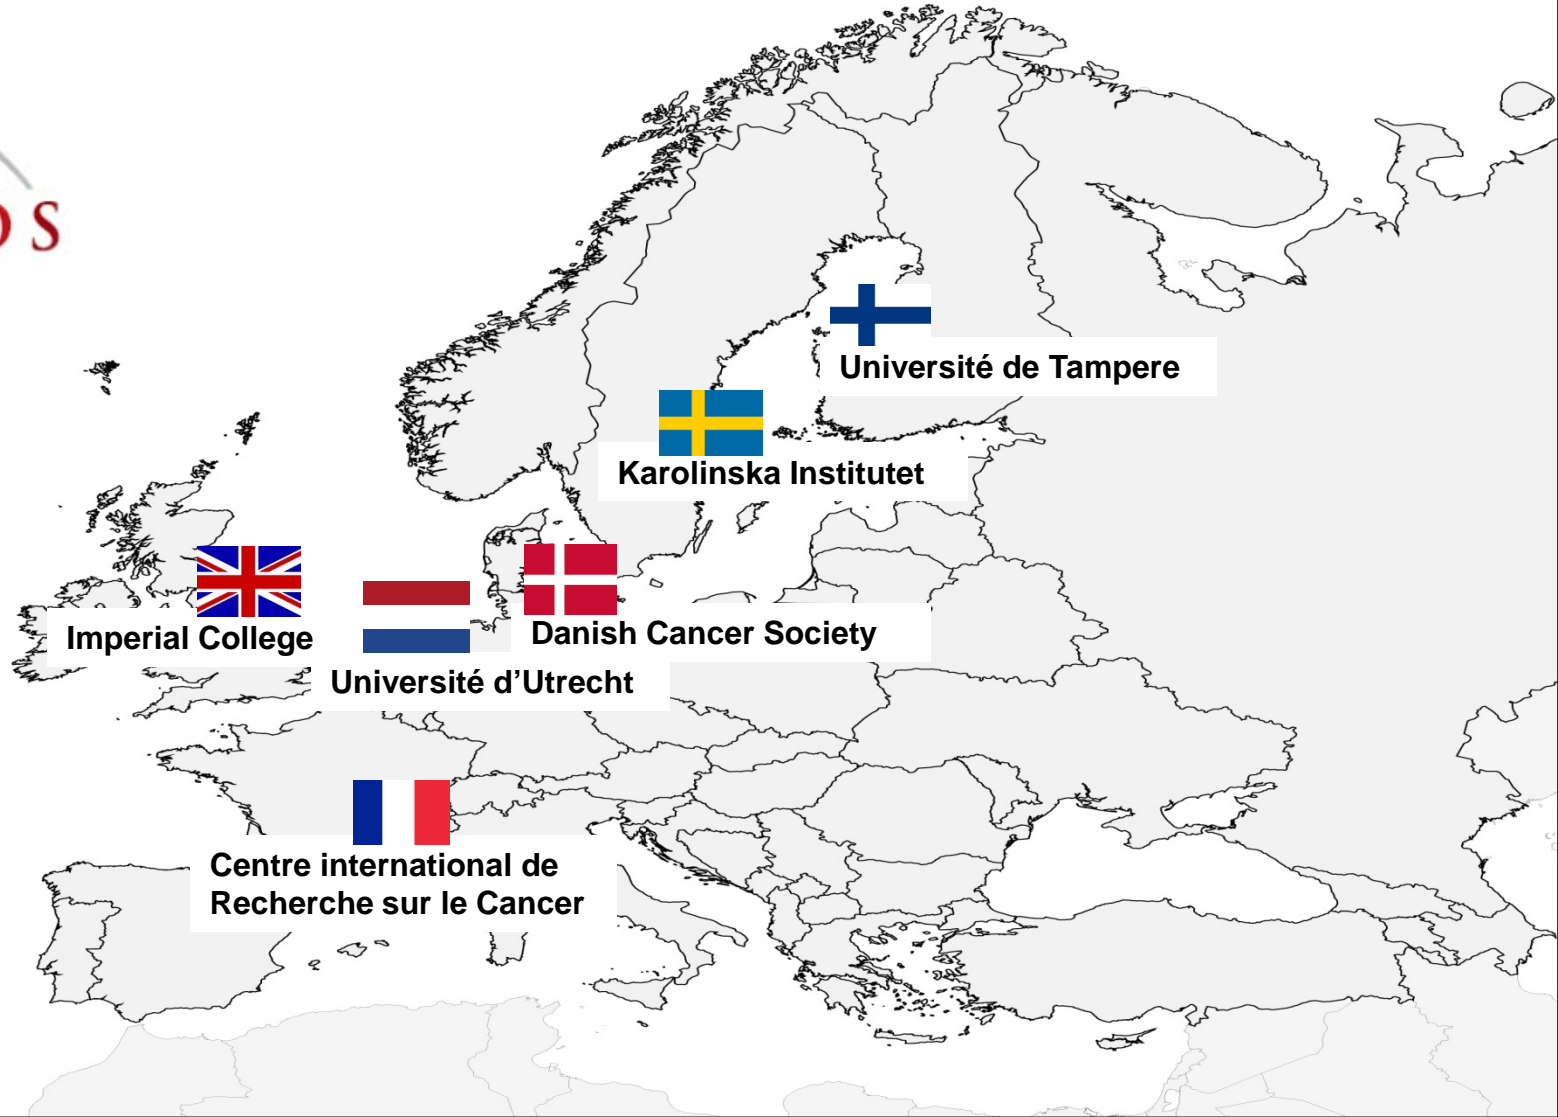 OS
Université de Tampere
Karolinska Institutet
Imperial College
Danish Cancer Society
Université d’Utrecht
Centre international de
Recherche sur le Cancer